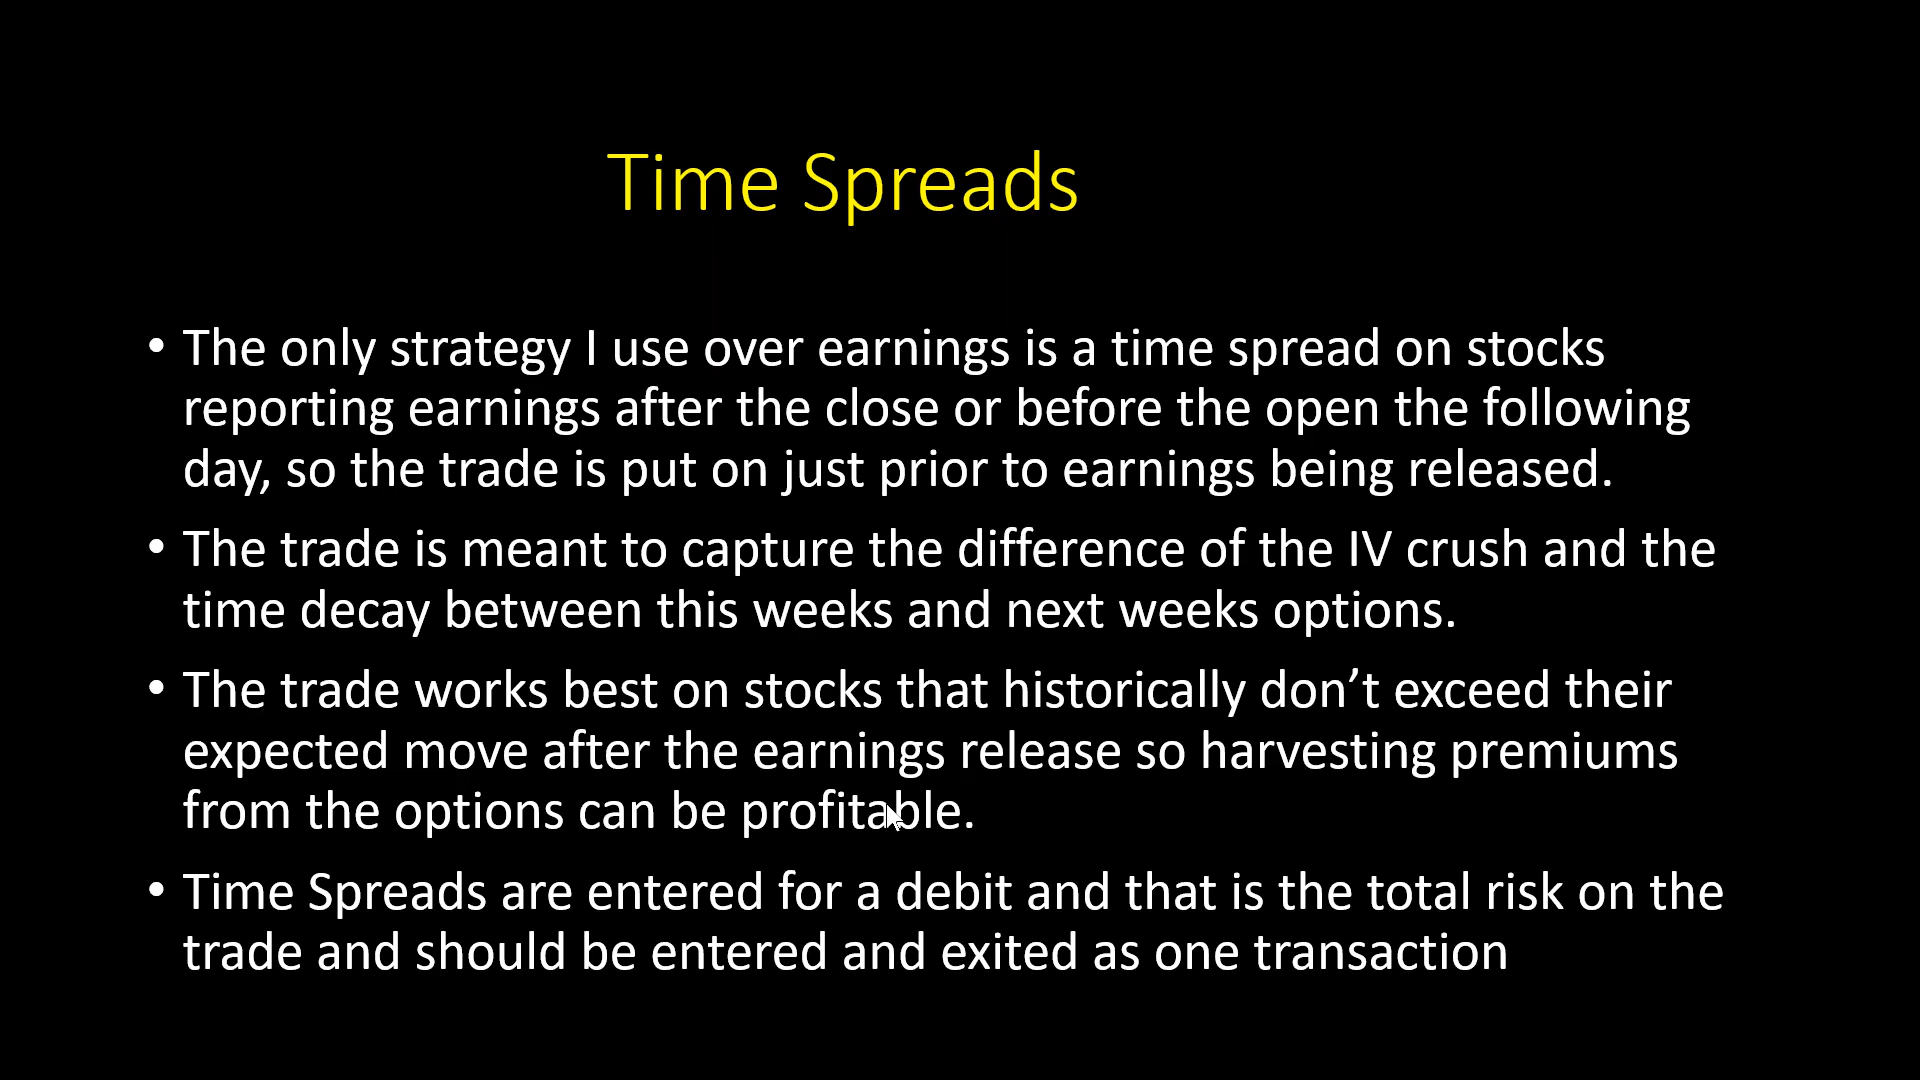 Time Spreads
• The only strategy I use over earnings is a time spread on stocks
reporting earnings after the close or before the open the following
day, so the trade is put on just prior to earnings being released.
• The trade is meant to capture the difference of the IV crush and the
time decay between this weeks and next weeks options.
• The trade works best on stocks that historically don’t exceed their
expected move after the earnings release so harvesting premiums
from the options can be profitable.
• Time Spreads are entered for a debit and that is the total risk on the
trade and should be entered and exited as one transaction